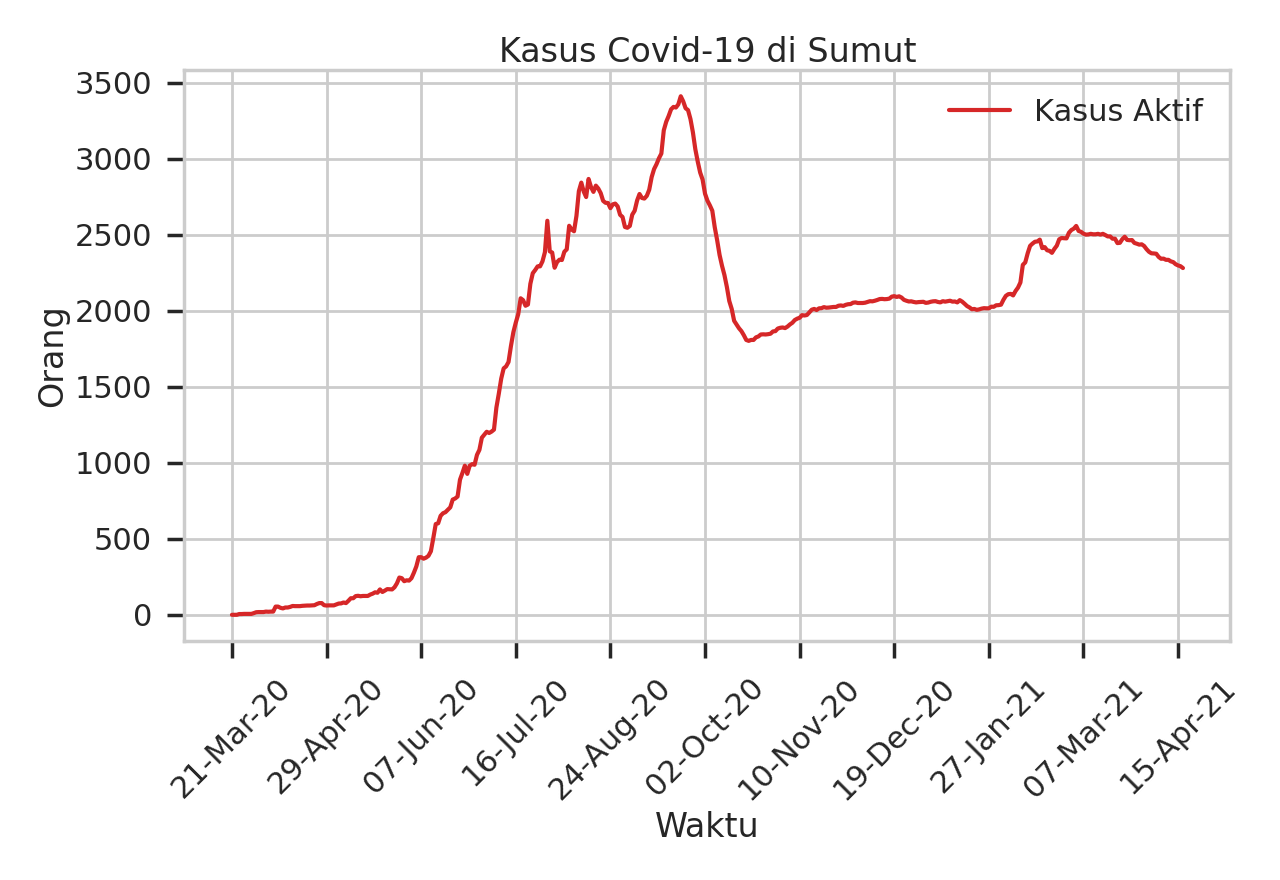 Kasus Covid-19 di Sumut
Kasus Aktif
3500
3000
2500
2000
1500
1000
500
0
Orang
21-Mar-20
29-Apr-20
07-Jun-20
16-Jul-20
24-Aug-20
02-Oct-20
10-Nov-20
19-Dec-20
27-Jan-21
07-Mar-21
15-Apr-21
Waktu